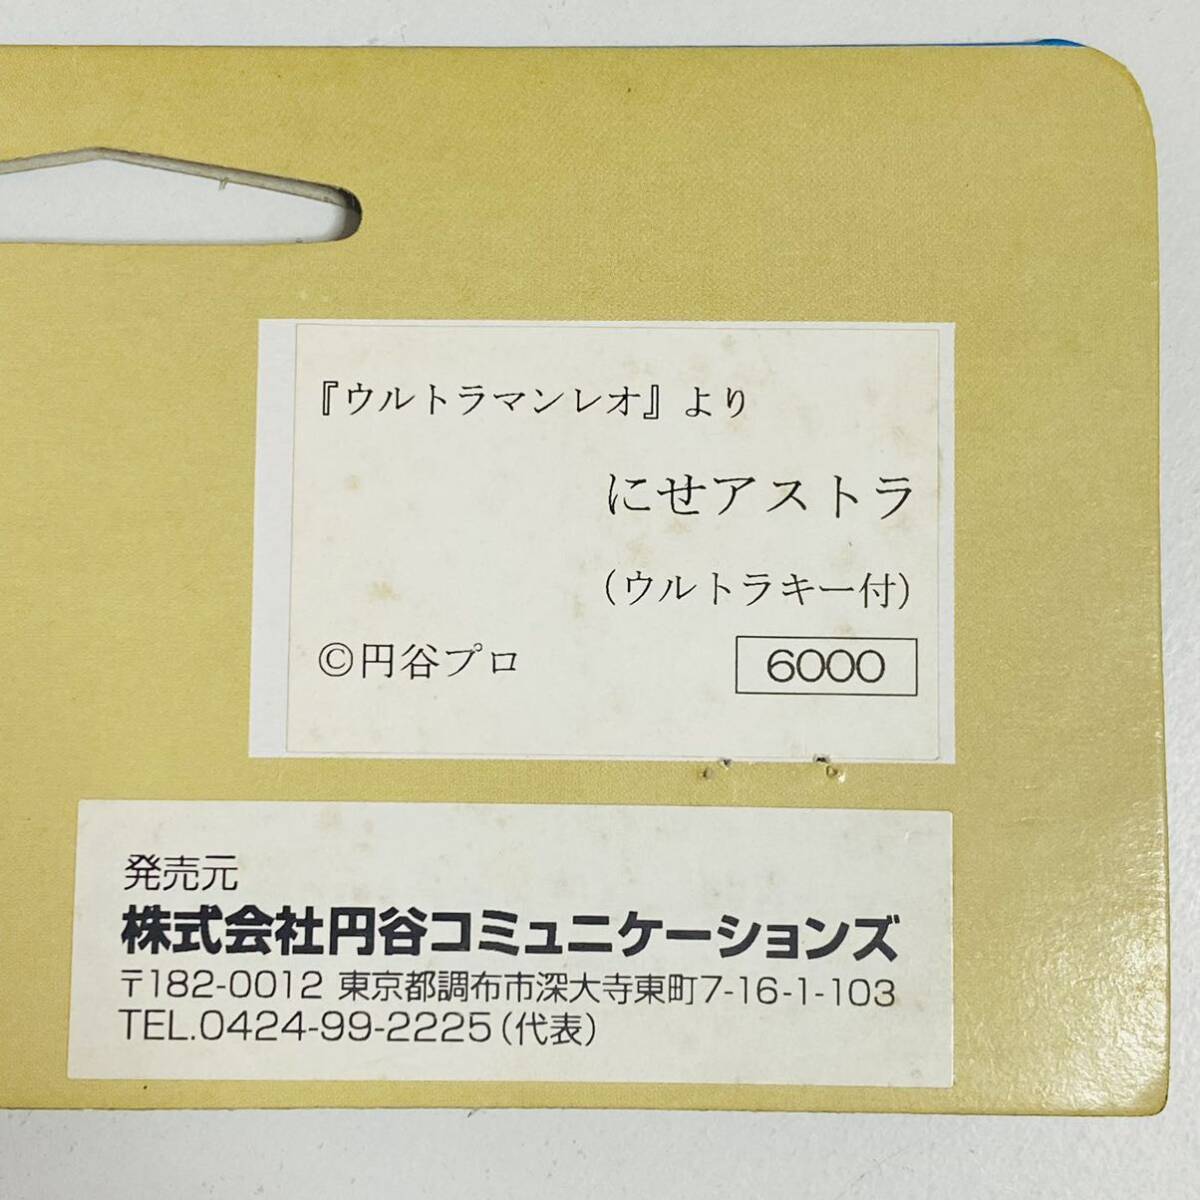 『ウルトラマンレオ』より
にせアストラ
(ウルトラキー付)
©円谷プロ
6000
発売元
株式会社円谷コミュニケーションズ
〒182-0012 東京都調布市深大寺東町7-16-1-103
TEL.0424-99-2225(代表)